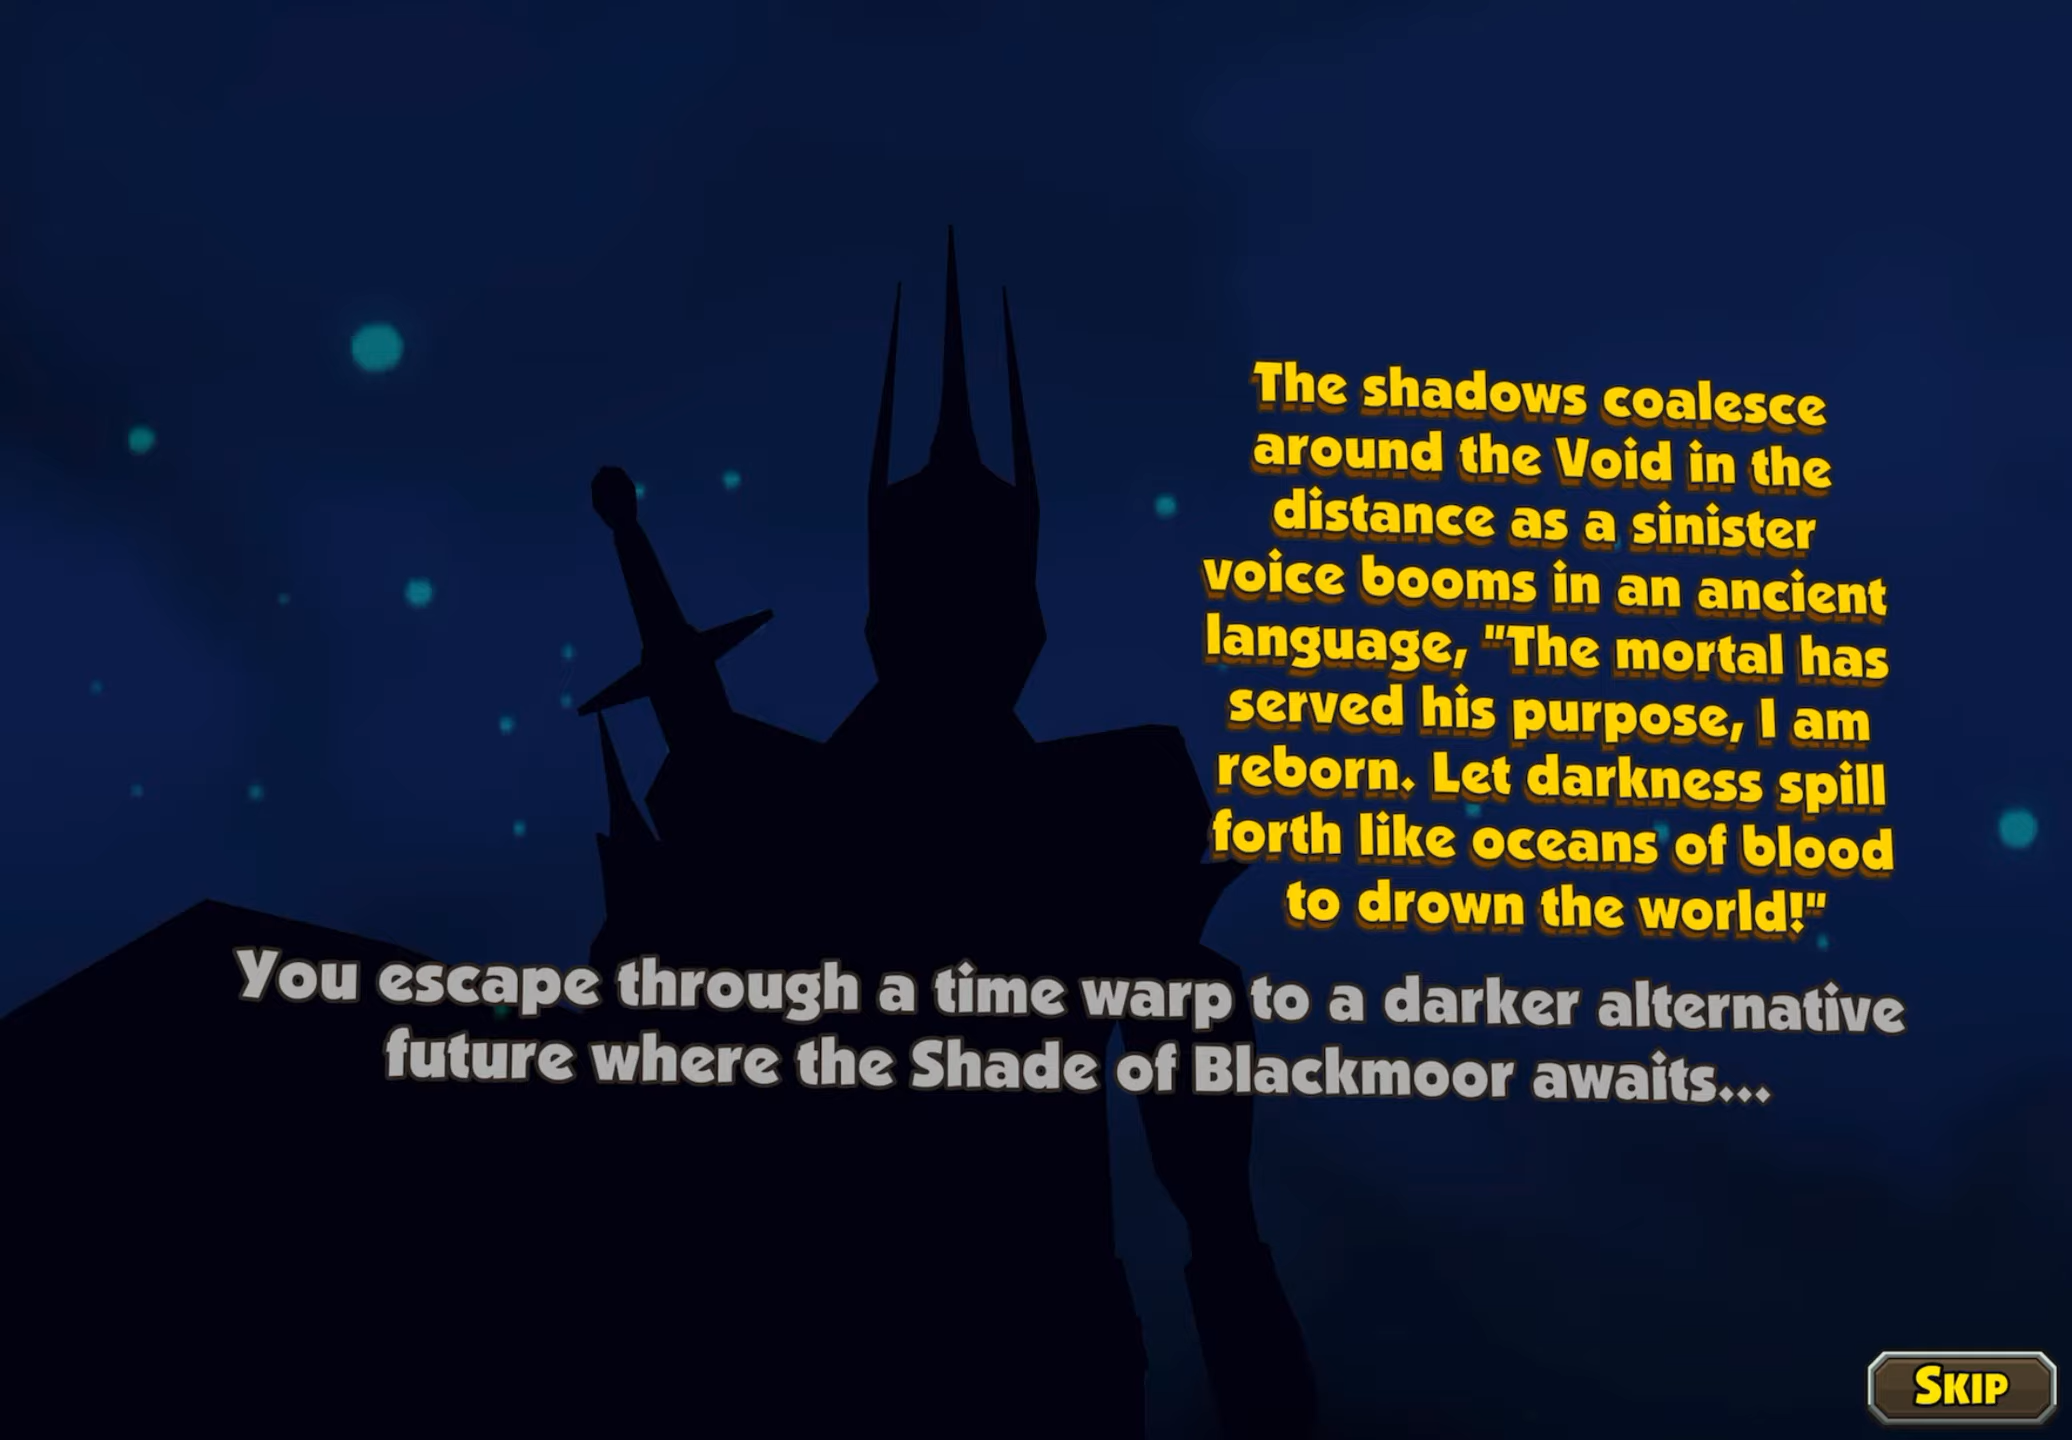 The shadows coalesce
around the Void in the
distance as a sinister
voice booms in an ancient
language, "The mortal has
served his purpose, I am
reborn. Let darkness spill
forth like oceans of blood
to drown the world!"
You escape through a time warp to a darker alternative
future where the Shade of Blackmoor awaits...
Skip